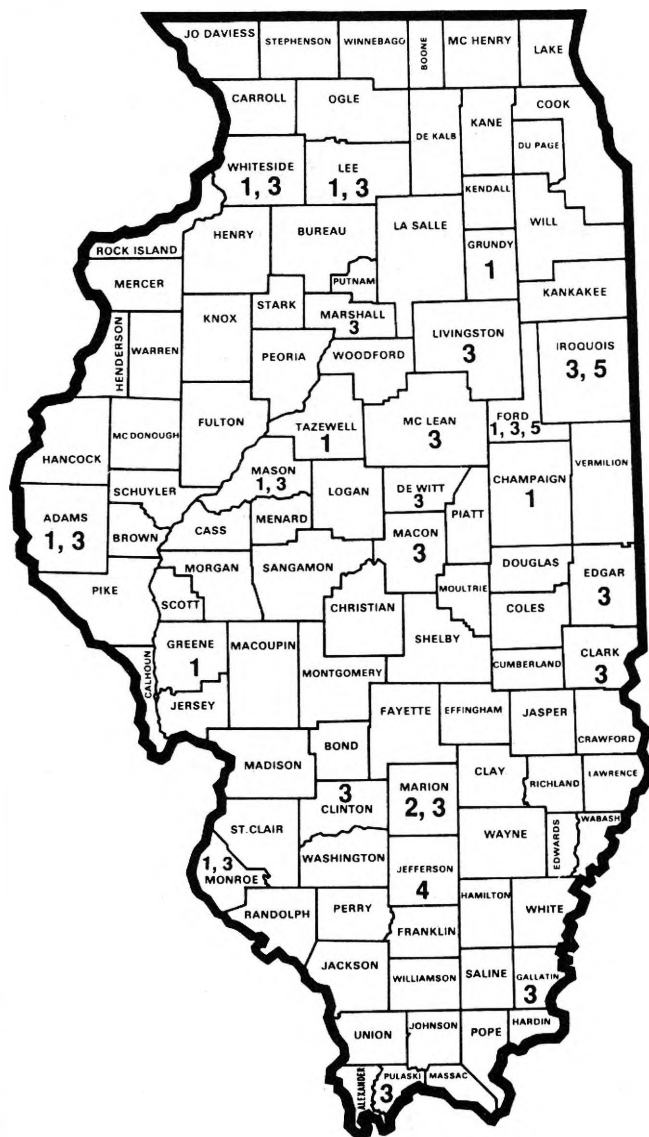 JO DAVIESS
STEPHENSON
WINNEBAGO
BOONE
MC HENRY
LAKE
CARROLL
OGLE
DE KALB
KANE
COOK
DU PAGE
WHITESIDE
1, 3
LEE
1, 3
KENDALL
WILL
ROCK ISLAND
HENRY
BUREAU
LA SALLE
GRUNDY
1
PUTNAM
KANKAKEE
MERCER
STARK
MARSHALL
3
KNOX
HENDERSON
WARREN
PEORIA
WOODFORD
LIVINGSTON
3
IROQUOIS
3, 5
FULTON
TAZEWELL
1
MC LEAN
3
FORD
1, 3, 5
HANCOCK
MC DONOUGH
MASON
1, 3
LOGAN
DE WITT
3
CHAMPAIGN
1
VERMILION
SCHUYLER
ADAMS
1, 3
BROWN
CASS
MENARD
MACON
3
PIATT
DOUGLAS
EDGAR
3
PIKE
MORGAN
SCOTT
SANGAMON
CHRISTIAN
MOULTRIE
COLES
SHELBY
CALHOUN
GREENE
1
MACOUPIN
MONTGOMERY
CUMBERLAND
CLARK
3
JERSEY
FAYETTE
EFFINGHAM
JASPER
CRAWFORD
MADISON
BOND
3
CLINTON
MARION
2, 3
CLAY
RICHLAND
LAWRENCE
ST. CLAIR
WASHINGTON
WAYNE
EDWARDS
WABASH
1, 3
MONROE
JEFFERSON
4
RANDOLPH
PERRY
HAMILTON
WHITE
FRANKLIN
JACKSON
WILLIAMSON
SALINE
GALLATIN
3
UNION
JOHNSON
POPE
HARDIN
ALEXANDER
PULASKI
3
MASSAC